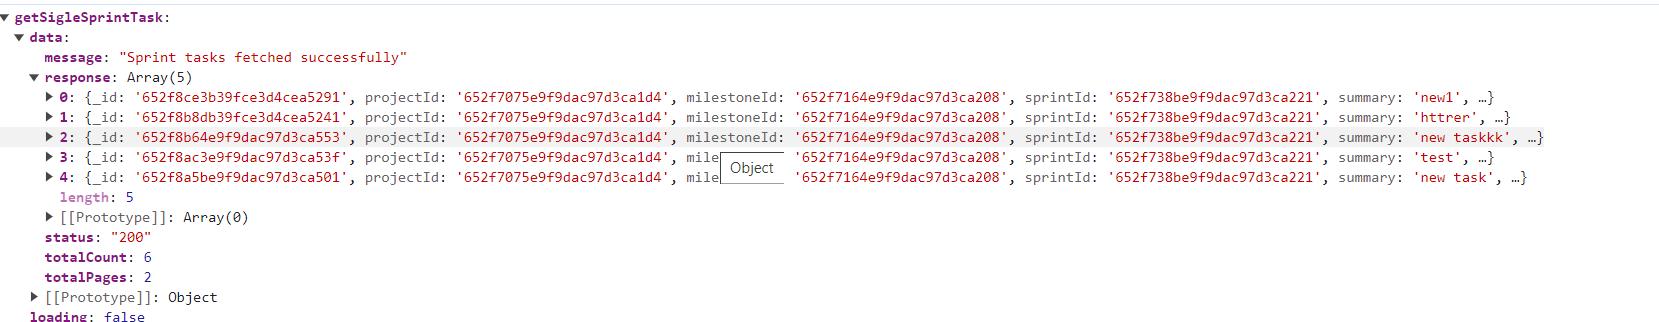 ▼ getSigleSprintTask:
▼ data:
message: "Sprint tasks fetched successfully"
▼ response: Array(5)
▶ 0: {_id: '652f8ce3b39fce3d4cea5291', projectId: '652f7075e9f9dac97d3ca1d4', milestoneId: '652f7164e9f9dac97d3ca208', sprintId: '652f738be9f9dac97d3ca221', summary: 'new1', …}
▶ 1: {_id: '652f8b8db39fce3d4cea5241', projectId: '652f7075e9f9dac97d3ca1d4', milestoneId: '652f7164e9f9dac97d3ca208', sprintId: '652f738be9f9dac97d3ca221', summary: 'httrer', …}
▶ 2: {_id: '652f8b64e9f9dac97d3ca553', projectId: '652f7075e9f9dac97d3ca1d4', milestoneId: '652f7164e9f9dac97d3ca208', sprintId: '652f738be9f9dac97d3ca221', summary: 'new taskkk', …}
▶ 3: {_id: '652f8ac3e9f9dac97d3ca53f', projectId: '652f7075e9f9dac97d3ca1d4', mile '652f7164e9f9dac97d3ca208', sprintId: '652f738be9f9dac97d3ca221', summary: 'test', …}
Object
▶ 4: {_id: '652f8a5be9f9dac97d3ca501', projectId: '652f7075e9f9dac97d3ca1d4', mile '652f7164e9f9dac97d3ca208', sprintId: '652f738be9f9dac97d3ca221', summary: 'new task', …}
length: 5
▶ [[Prototype]]: Array(0)
status: "200"
totalCount: 6
totalPages: 2
▶ [[Prototype]]: Object
loading: false